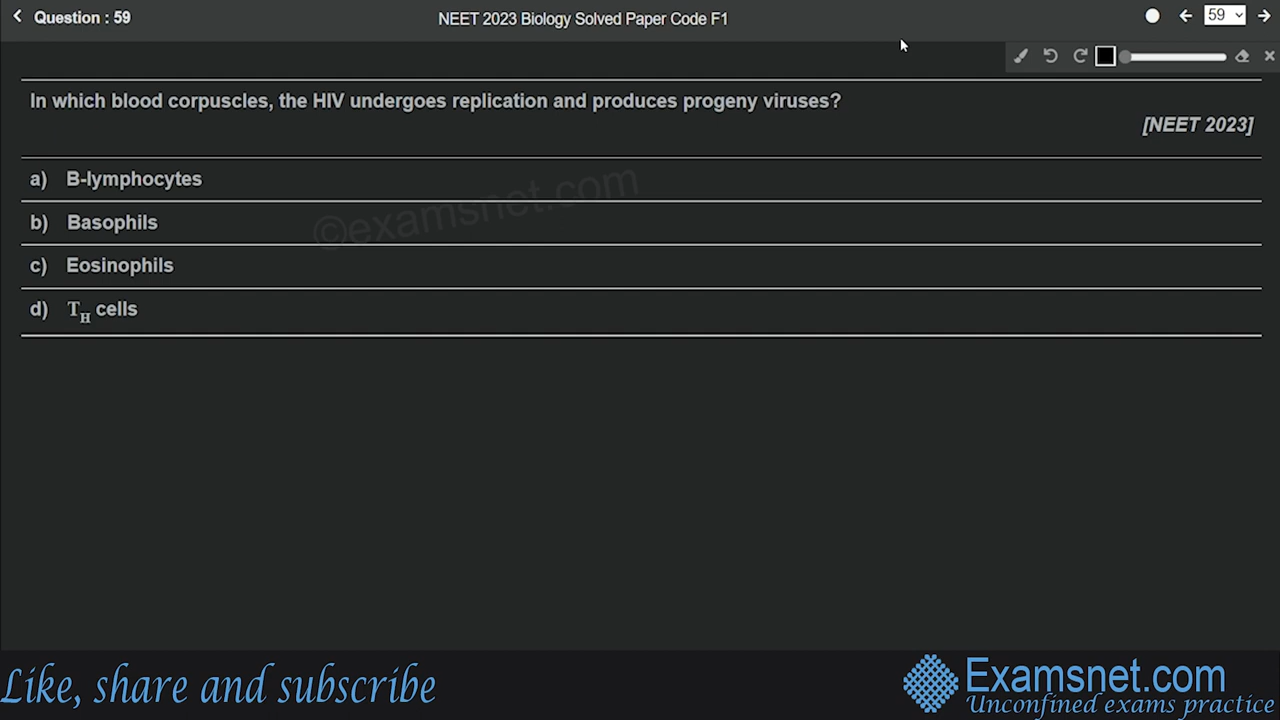 Question : 59
NEET 2023 Biology Solved Paper Code F1
59
In which blood corpuscles, the HIV undergoes replication and produces progeny viruses?
[NEET 2023]
a) B-lymphocytes
b) Basophils
c) Eosinophils
d) T_H cells
©examsnet.com
Like, share and subscribe
Examsnet.com
Unconfined exams practice